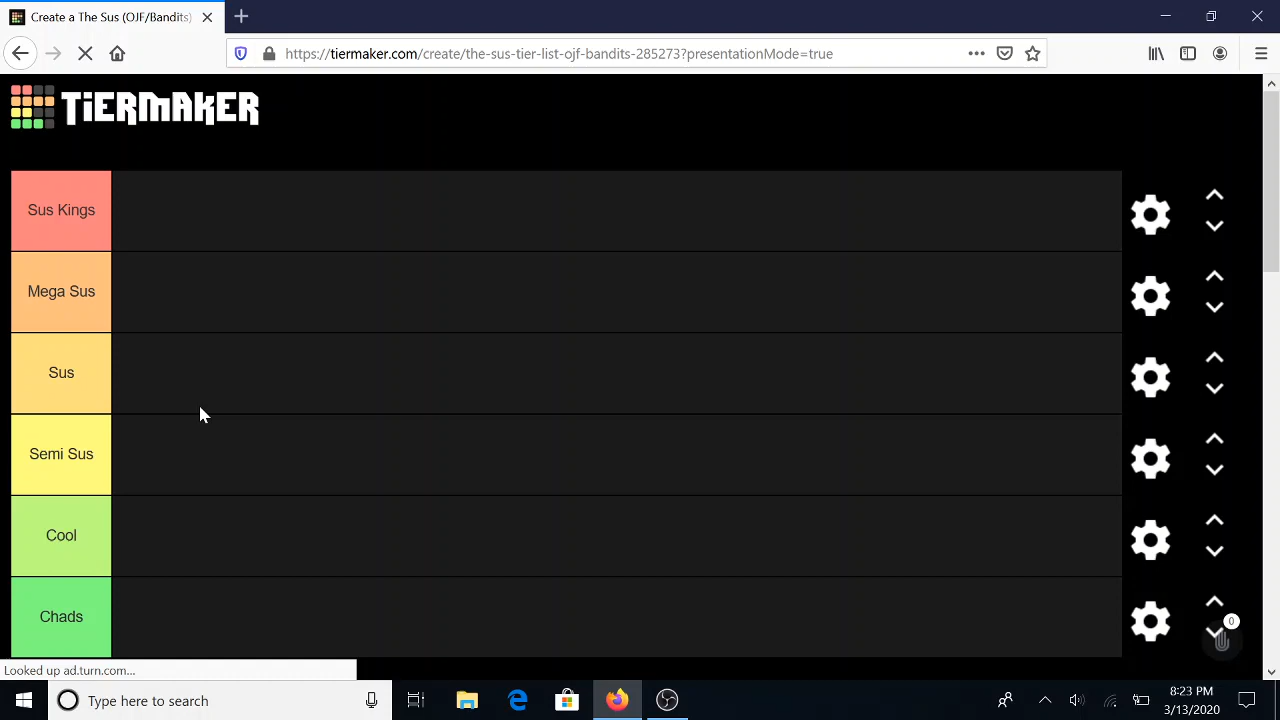 Create a The Sus (OJF/Bandits)
https://tiermaker.com/create/the-sus-tier-list-ojf-bandits-285273?presentationMode=true
TiERMAKER
Sus Kings
Mega Sus
Sus
Semi Sus
Cool
Chads
0
Looked up ad.turn.com...
Type here to search
8:23 PM
3/13/2020